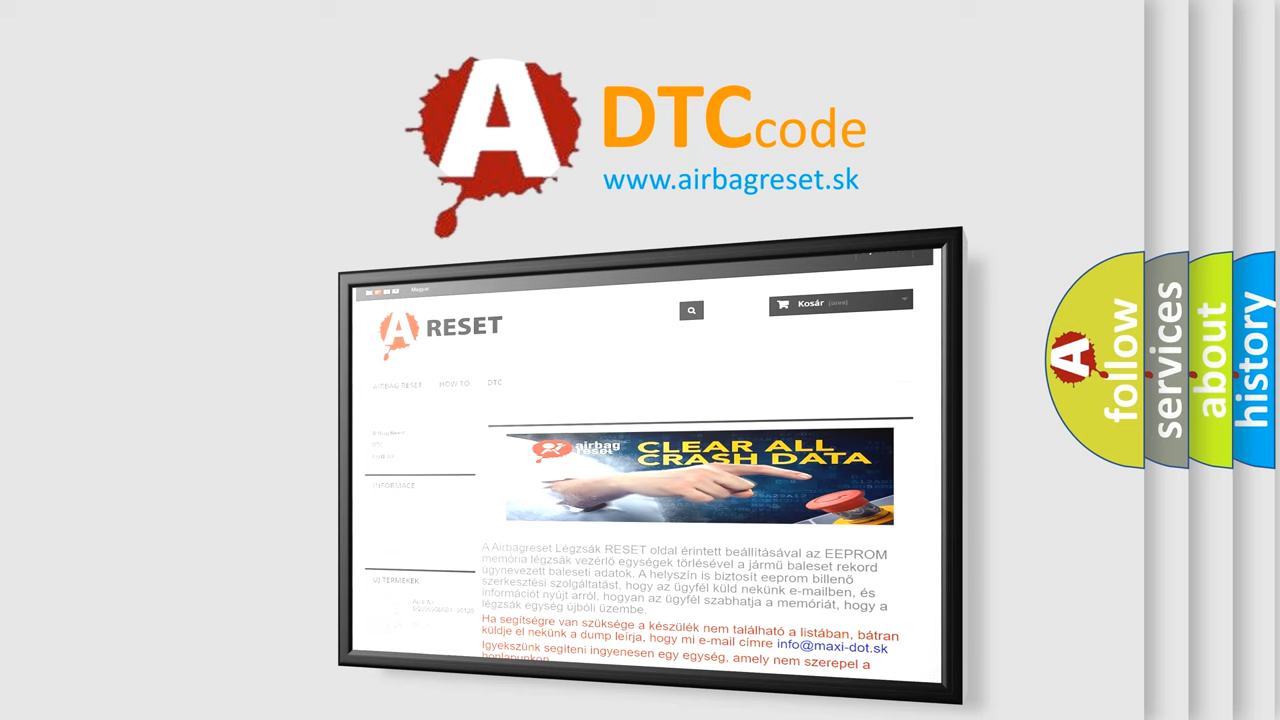 A
DTCcode
www.airbagreset.sk
Magyar
A RESET
Kosár (üres)
AIRBAG RESET HOW TO DTC
DTC
INFORMACE
airbag
reset
CLEAR ALL
CRASH DATA
A Airbagreset Légzsák RESET oldal érintett beállításával az EEPROM
memória légzsák vezérlő egységek törlésével a jármű baleset rekord
úgynevezett baleseti adatok. A helyszín is biztosít eeprom billenő
szerkesztési szolgáltatást, hogy az ügyfél küld nekünk e-mailben, és
információt nyújt arról, hogyan az ügyfél szabhatja a memóriát, hogy a
légzsák egység újbóli üzembe.
Ha segítségre van szüksége a készülék nem található a listában, bátran
küldje el nekünk a dump leírja, hogy mi e-mail címre info@maxi-dot.sk
Igyekszünk segíteni ingyenesen egy egység, amely nem szerepel a
honlapunkon
ÚJ TERMÉKEK
A
follow
services
about
history